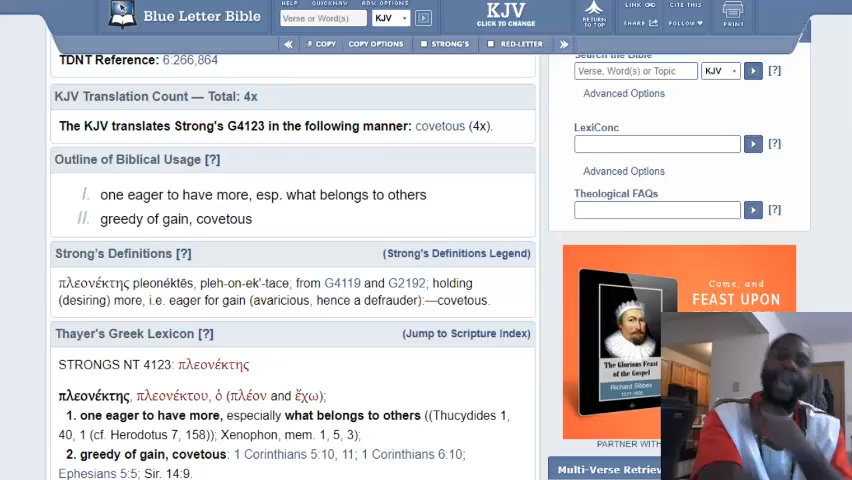 HELP QUICKNAV ADV. OPTIONS
Blue Letter Bible
Verse or Word(s) KJV
KJV
CLICK TO CHANGE
RETURN
TO TOP
LINK
SHARE
CITE THIS
FOLLOW
PRINT
COPY COPY OPTIONS STRONG'S RED-LETTER
TDNT Reference: 6:266,864
KJV Translation Count — Total: 4x
The KJV translates Strong's G4123 in the following manner: covetous (4x).
Outline of Biblical Usage [?]
I. one eager to have more, esp. what belongs to others
II. greedy of gain, covetous
Strong's Definitions [?] (Strong's Definitions Legend)
πλεονέκτης pleonéktēs, pleh-on-ek'-tace; from G4119 and G2192; holding
(desiring) more, i.e. eager for gain (avaricious, hence a defrauder):—covetous.
Thayer's Greek Lexicon [?] (Jump to Scripture Index)
STRONGS NT 4123: πλεονέκτης
πλεονέκτης, πλεονέκτου, ὁ (πλέον and ἔχω);
1. one eager to have more, especially what belongs to others ((Thucydides 1,
40, 1 (cf. Herodotus 7, 158)); Xenophon, mem. 1, 5, 3);
2. greedy of gain, covetous: 1 Corinthians 5:10, 11; 1 Corinthians 6:10;
Ephesians 5:5; Sir. 14:9.
Search the Bible
Verse, Word(s) or Topic KJV [?]
Advanced Options
LexiConc
[?]
Advanced Options
Theological FAQs
[?]
Come, and
FEAST UPON
The Glorious Feast
of the Gospel
Richard Sibbes
1577-1635
PARTNER WITH
Multi-Verse Retrie